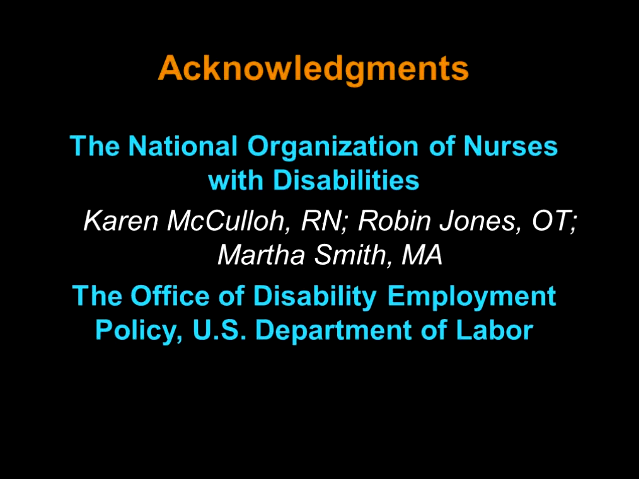 Acknowledgments
The National Organization of Nurses
with Disabilities
Karen McCulloh, RN; Robin Jones, OT;
Martha Smith, MA
The Office of Disability Employment
Policy, U.S. Department of Labor